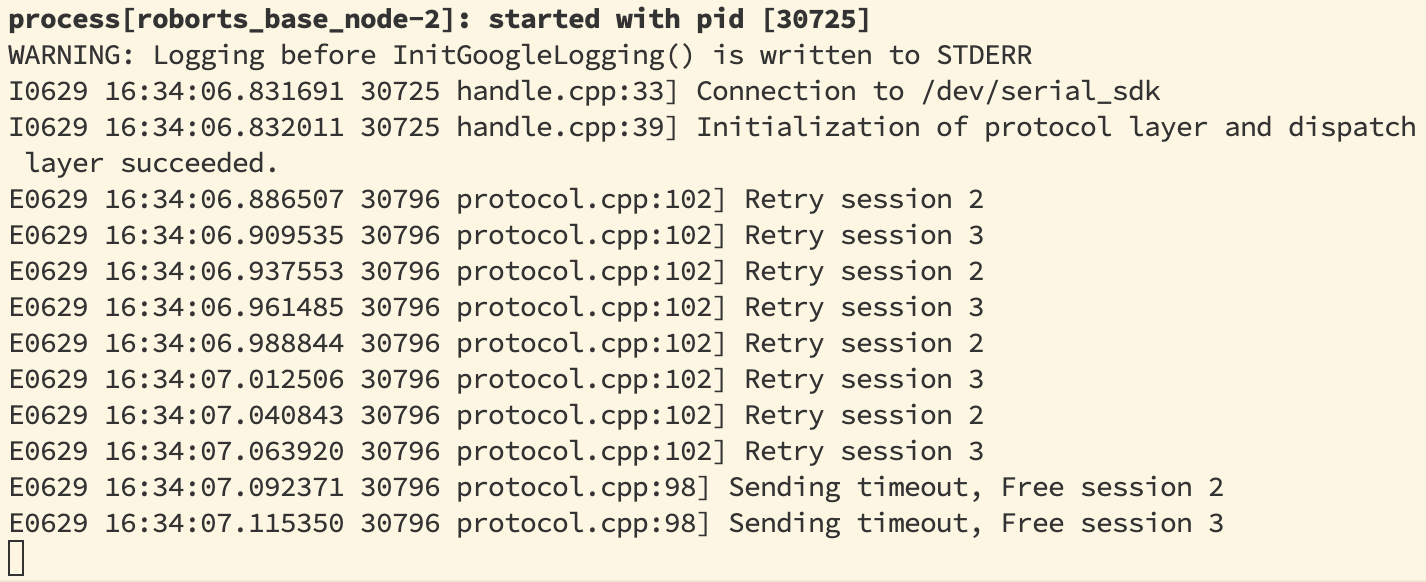 process[roborts_base_node-2]: started with pid [30725]
WARNING: Logging before InitGoogleLogging() is written to STDERR
I0629 16:34:06.831691 30725 handle.cpp:33] Connection to /dev/serial_sdk
I0629 16:34:06.832011 30725 handle.cpp:39] Initialization of protocol layer and dispatch
 layer succeeded.
E0629 16:34:06.886507 30796 protocol.cpp:102] Retry session 2
E0629 16:34:06.909535 30796 protocol.cpp:102] Retry session 3
E0629 16:34:06.937553 30796 protocol.cpp:102] Retry session 2
E0629 16:34:06.961485 30796 protocol.cpp:102] Retry session 3
E0629 16:34:06.988844 30796 protocol.cpp:102] Retry session 2
E0629 16:34:07.012506 30796 protocol.cpp:102] Retry session 3
E0629 16:34:07.040843 30796 protocol.cpp:102] Retry session 2
E0629 16:34:07.063920 30796 protocol.cpp:102] Retry session 3
E0629 16:34:07.092371 30796 protocol.cpp:98] Sending timeout, Free session 2
E0629 16:34:07.115350 30796 protocol.cpp:98] Sending timeout, Free session 3